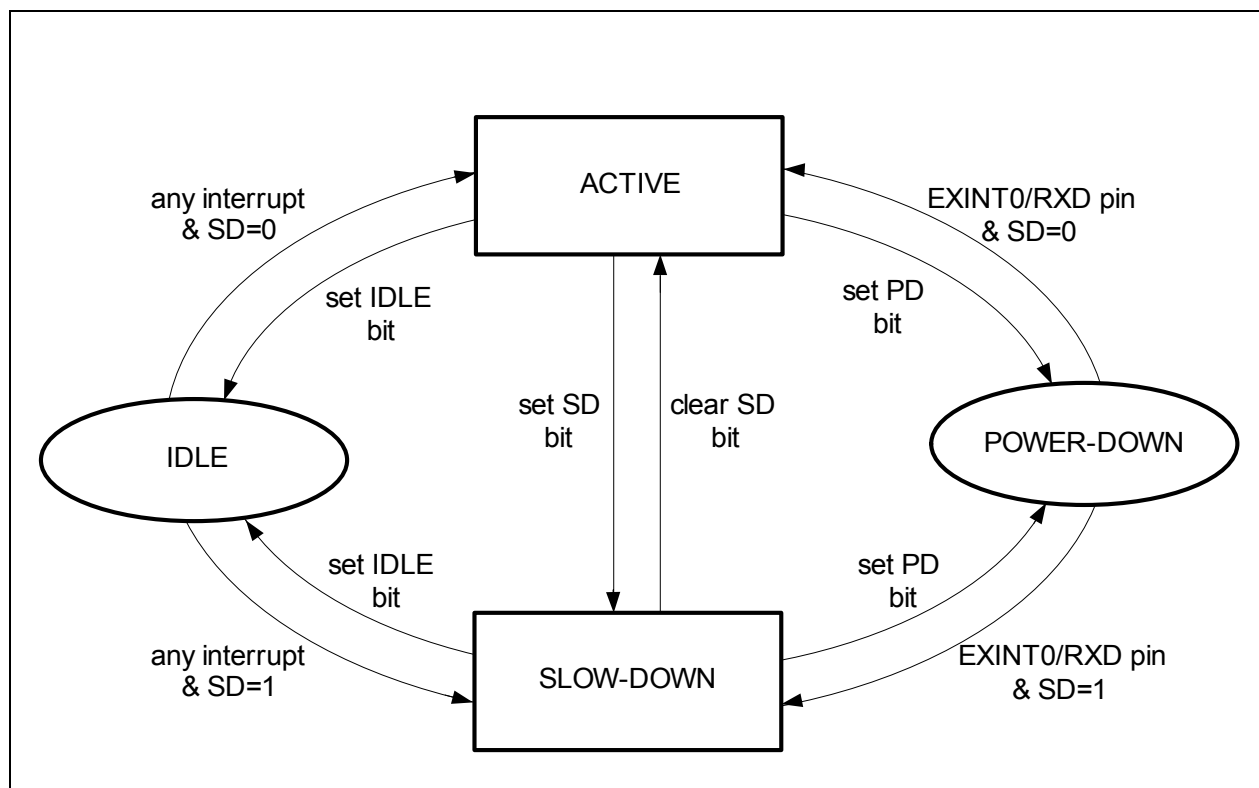 ACTIVE
any interrupt
& SD=0
EXINT0/RXD pin
& SD=0
set IDLE
bit
set PD
bit
set SD
bit
clear SD
bit
IDLE
POWER-DOWN
set IDLE
bit
set PD
bit
any interrupt
& SD=1
SLOW-DOWN
EXINT0/RXD pin
& SD=1